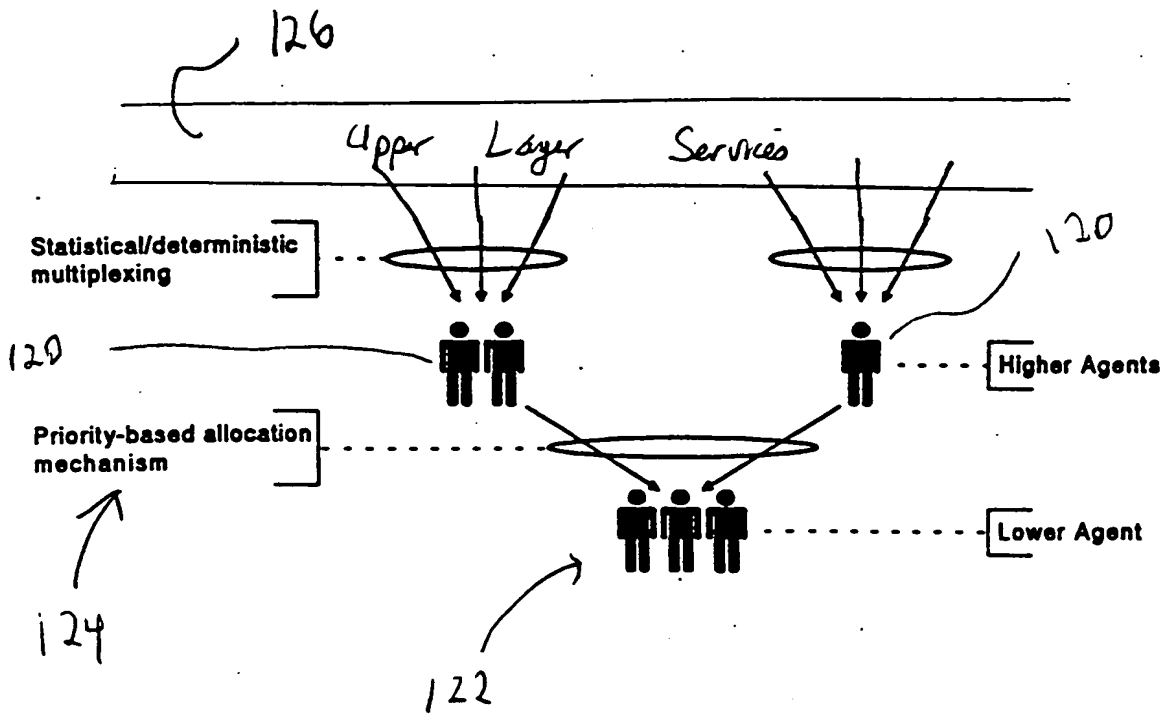 126
Upper Layer Services
Statistical/deterministic
multiplexing
120
120
Higher Agents
Priority-based allocation
mechanism
Lower Agent
124
122